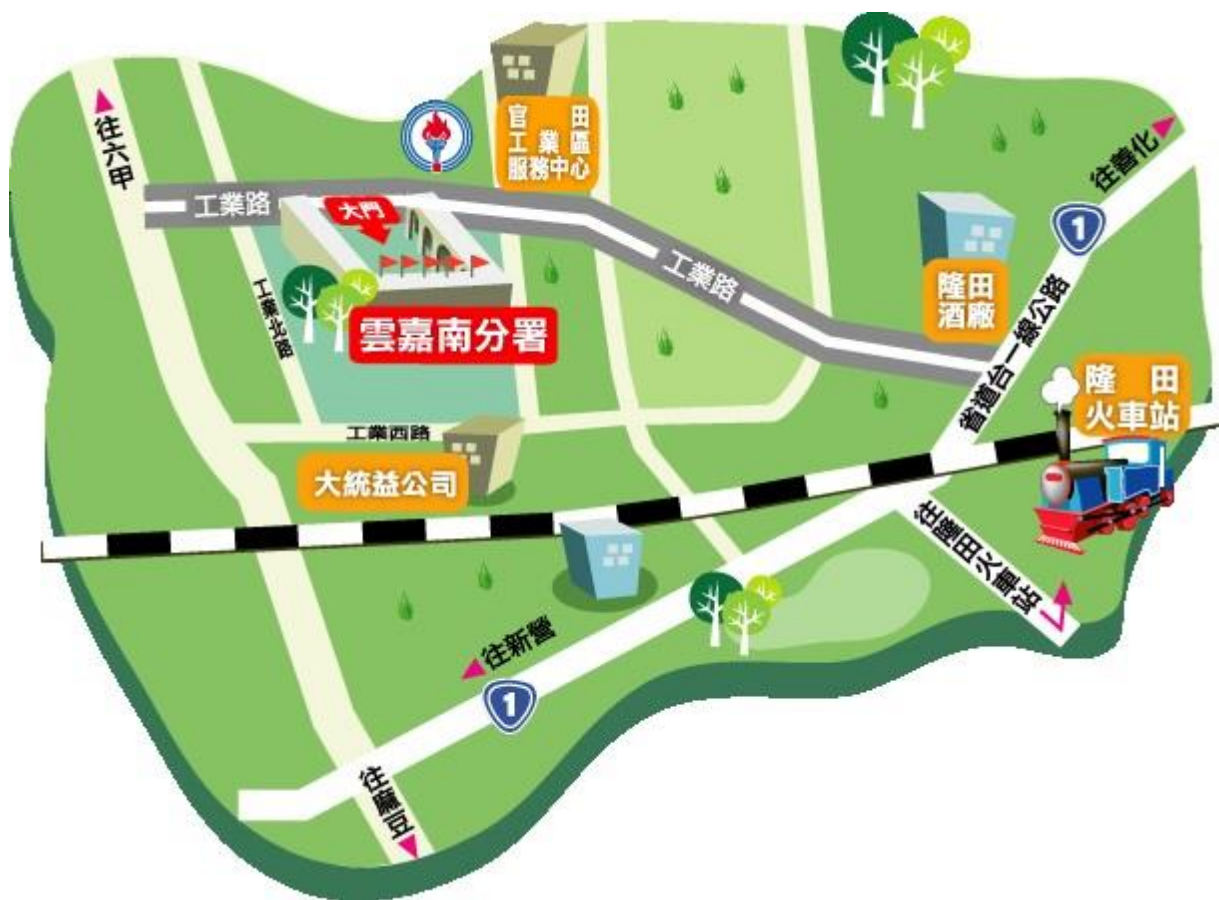 官田
工業區
服務中心
往六甲
往善化
工業路
大門
1
工業路
隆田
酒廠
工業北路
雲嘉南分署
省道台一線公路
隆田
火車站
工業西路
大統益公司
往隆田火車站
往新營
1
往麻豆